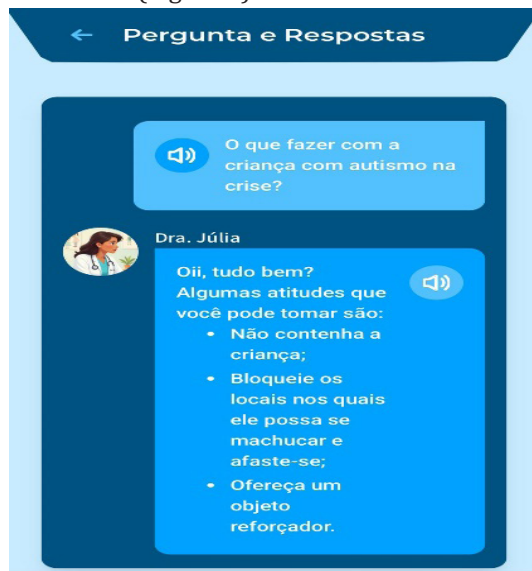 ← Pergunta e Respostas
O que fazer com a
criança com autismo na
crise?
Dra. Júlia
Oii, tudo bem?
Algumas atitudes que
você pode tomar são:
• Não contenha a
criança;
• Bloqueie os
locais nos quais
ele possa se
machucar e
afaste-se;
• Ofereça um
objeto
reforçador.